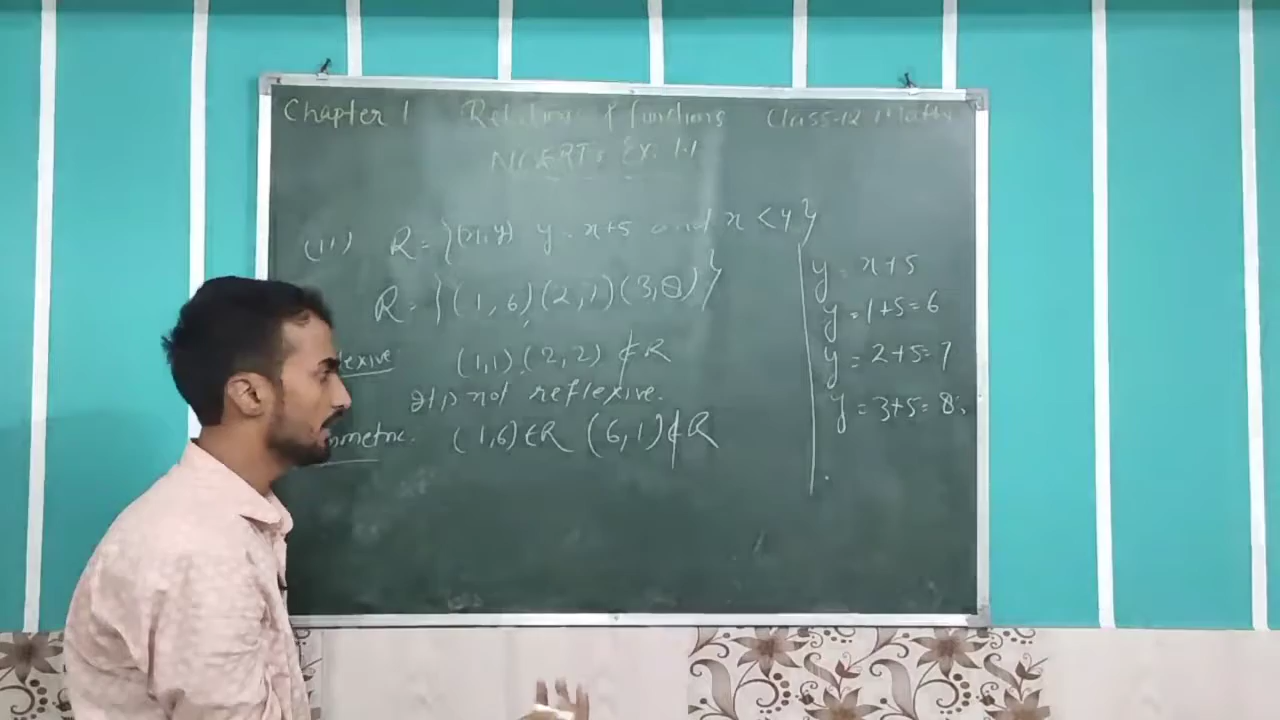 Chapter 1 Relations & functions Class-12 Maths
NCERT: Ex. 1.1
(ii) R = {(x,y) y = x+5 and x < 4}
R = {(1,6),(2,7)(3,8)}
lexive (1,1) (2,2) ∉ R
It is not reflexive.
mmetric. (1,6) ∈ R (6,1) ∉ R
y = x+5
y = 1+5 = 6
y = 2+5 = 7
y = 3+5 = 8.